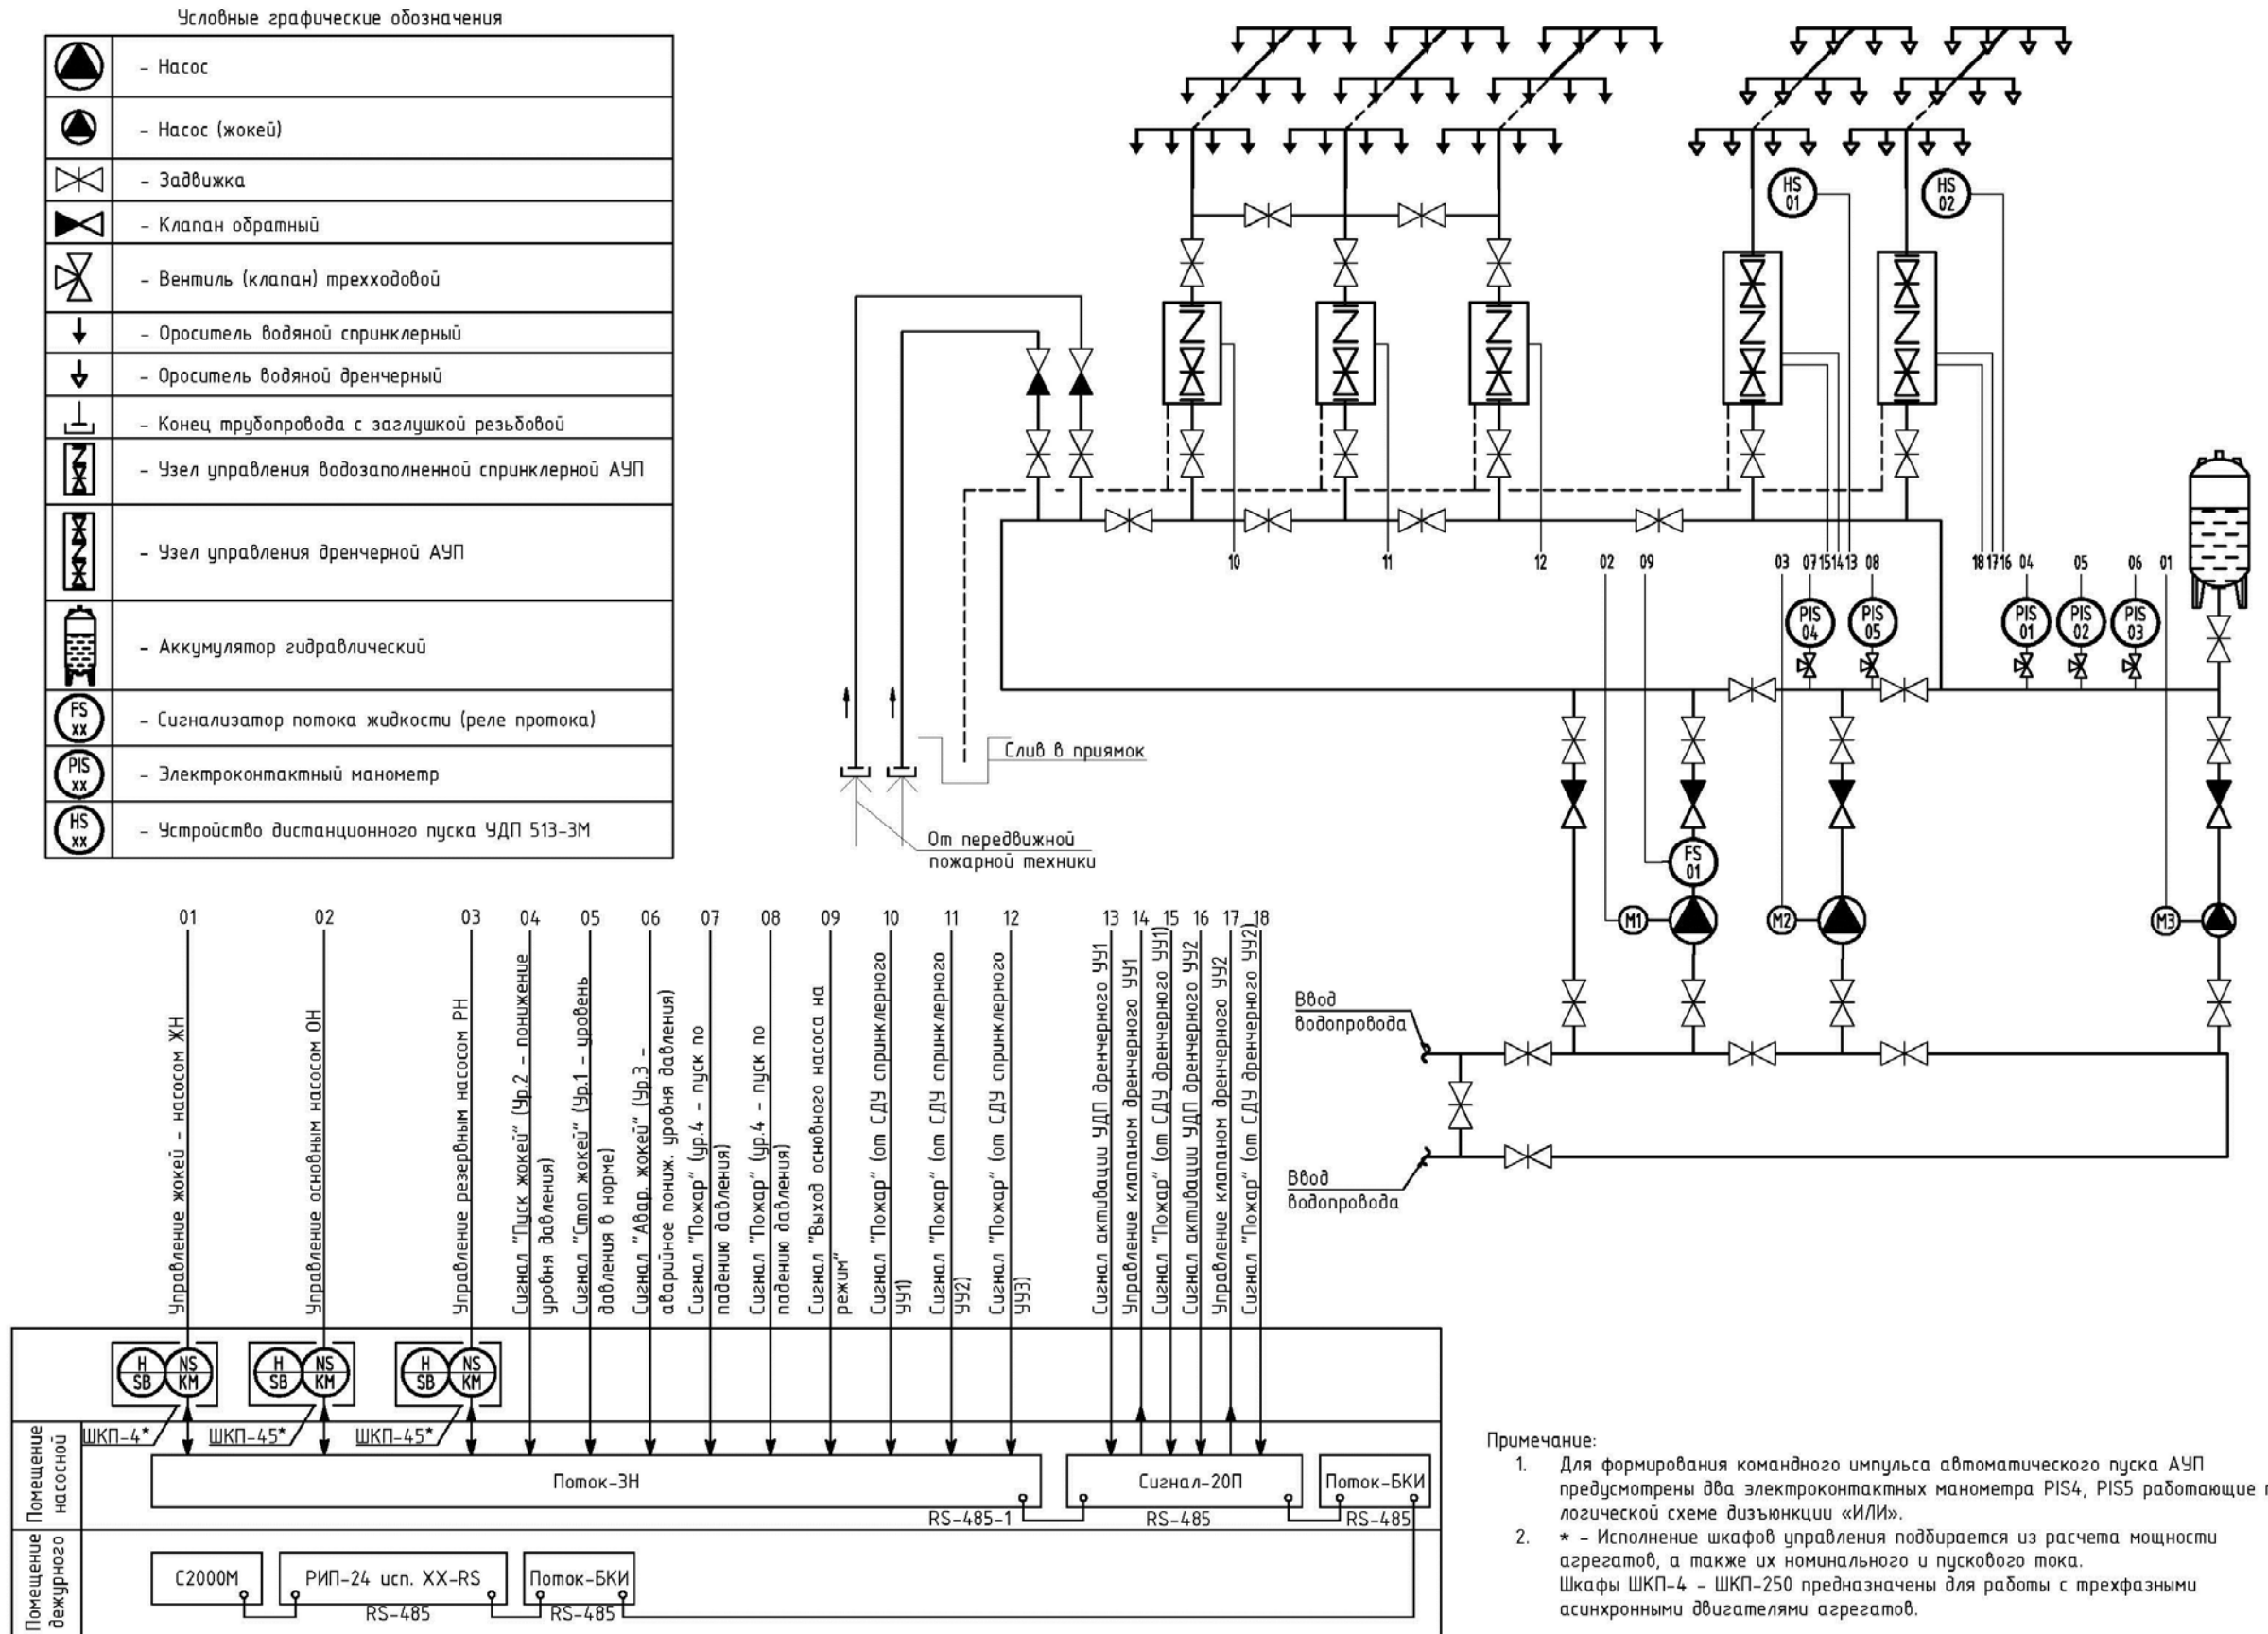 Условные графические обозначения
- Насос
- Насос (жокей)
- Задвижка
- Клапан обратный
- Вентиль (клапан) трехходовой
- Ороситель водяной спринклерный
- Ороситель водяной дренчерный
- Конец трубопровода с заглушкой резьбовой
- Узел управления водозаполненной спринклерной АУП
- Узел управления дренчерной АУП
- Аккумулятор гидравлический
FS
xx
- Сигнализатор потока жидкости (реле протока)
PIS
xx
- Электроконтактный манометр
HS
xx
- Устройство дистанционного пуска УДП 513-3М
HS
01
HS
02
10
11
12
02
09
03
07
15
14
13
08
18
17
16
04
05
06
01
PIS
04
PIS
05
PIS
01
PIS
02
PIS
03
Слив в приямок
От передвижной
пожарной техники
FS
01
M1
M2
M3
Ввод
водопровода
Ввод
водопровода
01
02
03
04
05
06
07
08
09
10
11
12
13
14
15
16
17
18
Управление жокей - насосом ЖН
Управление основным насосом ОН
Управление резервным насосом РН
Сигнал "Пуск жокей" (Ур.2 - понижение
уровня давления)
Сигнал "Стоп жокей" (Ур.1 - уровень
давления в норме)
Сигнал "Авар. жокей" (Ур.3 -
аварийное пониж. уровня давления)
Сигнал "Пожар" (ур.4 - пуск по
падению давления)
Сигнал "Пожар" (ур.4 - пуск по
падению давления)
Сигнал "Выход основного насоса на
режим"
Сигнал "Пожар" (от СДУ спринклерного
УУ1)
Сигнал "Пожар" (от СДУ спринклерного
УУ2)
Сигнал "Пожар" (от СДУ спринклерного
УУ3)
Сигнал активации УДП дренчерного УУ1
Управление клапаном дренчерного УУ1
Сигнал "Пожар" (от СДУ дренчерного УУ1)
Сигнал активации УДП дренчерного УУ2
Управление клапаном дренчерного УУ2
Сигнал "Пожар" (от СДУ дренчерного УУ2)
H
SB
NS
KM
H
SB
NS
KM
H
SB
NS
KM
ШКП-4*
ШКП-45*
ШКП-45*
Помещение
насосной
Поток-3Н
Сигнал-20П
Поток-БКИ
RS-485-1
RS-485
RS-485
Помещение
дежурного
С2000М
РИП-24 исп. XX-RS
Поток-БКИ
RS-485
RS-485
Примечание:
1. Для формирования командного импульса автоматического пуска АУП
предусмотрены два электроконтактных манометра PIS4, PIS5 работающие
логической схеме дизъюнкции «ИЛИ».
2. * - Исполнение шкафов управления подбирается из расчета мощности
агрегатов, а также их номинального и пускового тока.
Шкафы ШКП-4 - ШКП-250 предназначены для работы с трехфазными
асинхронными двигателями агрегатов.